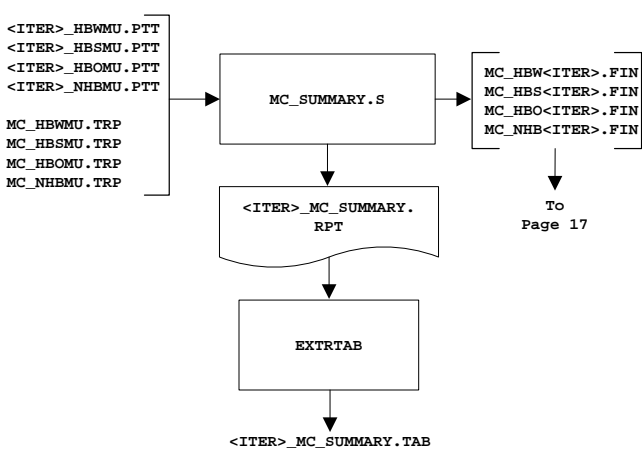 <ITER>_HBWMU.PTT
<ITER>_HBSMU.PTT
<ITER>_HBOMU.PTT
<ITER>_NHBMU.PTT
MC_HBWMU.TRP
MC_HBSMU.TRP
MC_HBOMU.TRP
MC_NHBMU.TRP
MC_SUMMARY.S
MC_HBW<ITER>.FIN
MC_HBS<ITER>.FIN
MC_HBO<ITER>.FIN
MC_NHB<ITER>.FIN
To
Page 17
<ITER>_MC_SUMMARY.
RPT
EXTRTAB
<ITER>_MC_SUMMARY.TAB